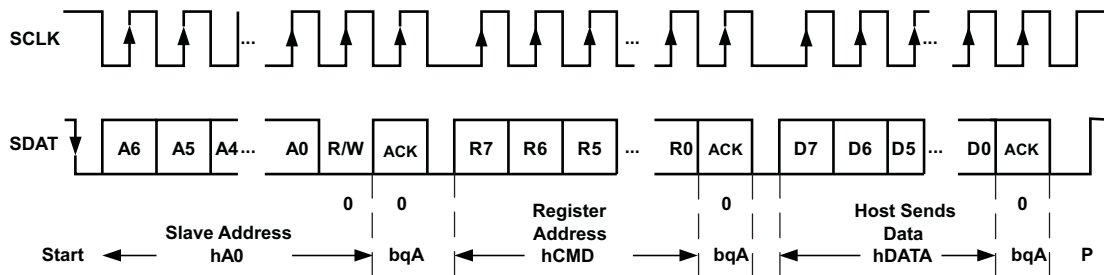 SCLK ... ... ...
SDAT A6 A5 A4... A0 R/W ACK R7 R6 R5 ... R0 ACK D7 D6 D5 ... D0 ACK
0 0 0 0
Start Slave Address
hA0 bqA Register
Address
hCMD bqA Host Sends
Data
hDATA bqA P